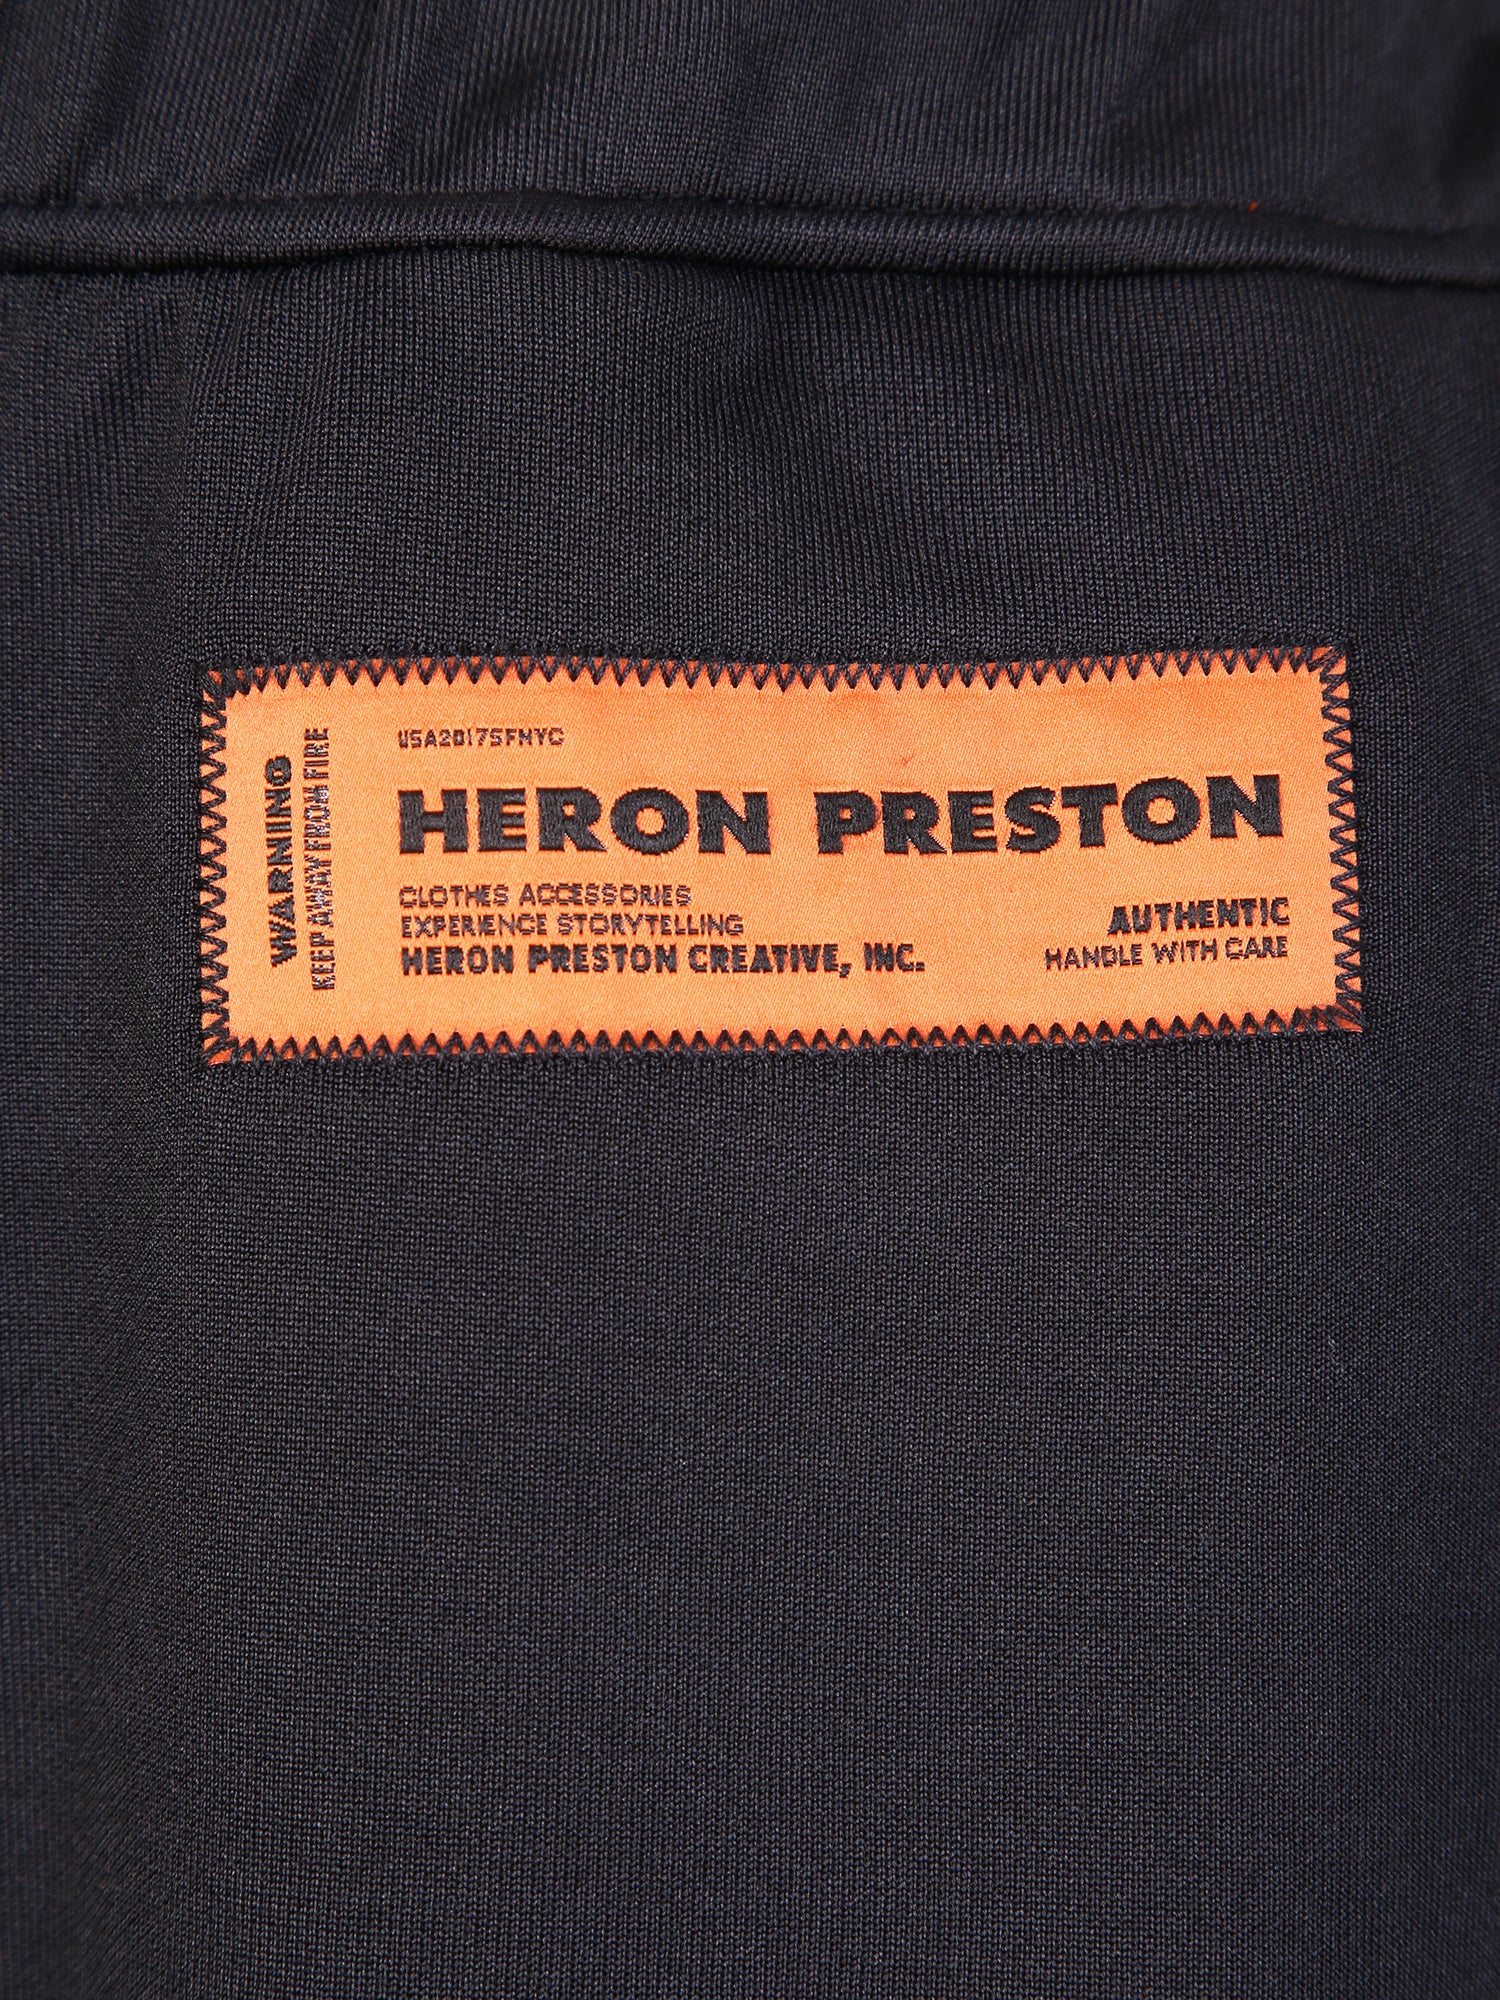 WARNING
KEEP AWAY FROM FIRE
USA2017SFNYC
HERON PRESTON
CLOTHES ACCESSORIES
EXPERIENCE STORYTELLING
HERON PRESTON CREATIVE, INC.
AUTHENTIC
HANDLE WITH CARE